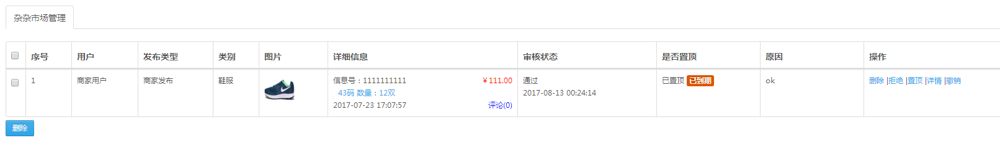 杂杂市场管理
序号 用户 发布类型 类别 图片 详细信息 审核状态 是否置顶 原因 操作
1 商家用户 商家发布 鞋服 信息号：1111111111 ￥111.00 通过 已置顶 已到期 ok 删除 |拒绝 |置顶 |详情 |撤销
43码 数量：12双 2017-08-13 00:24:14
2017-07-23 17:07:57 评论(0)
删除